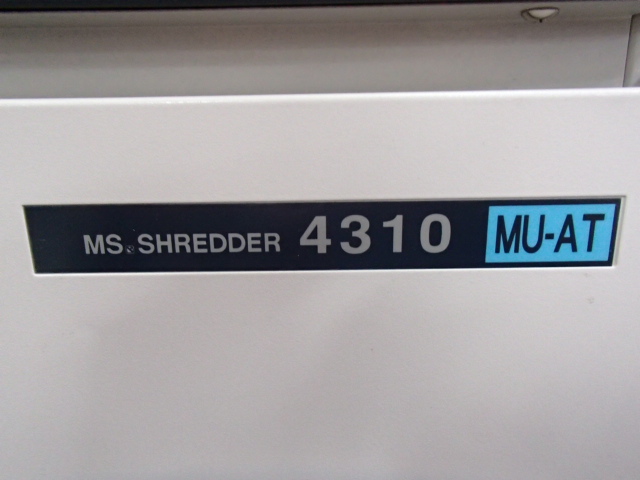 MS. SHREDDER 4310 MU-AT